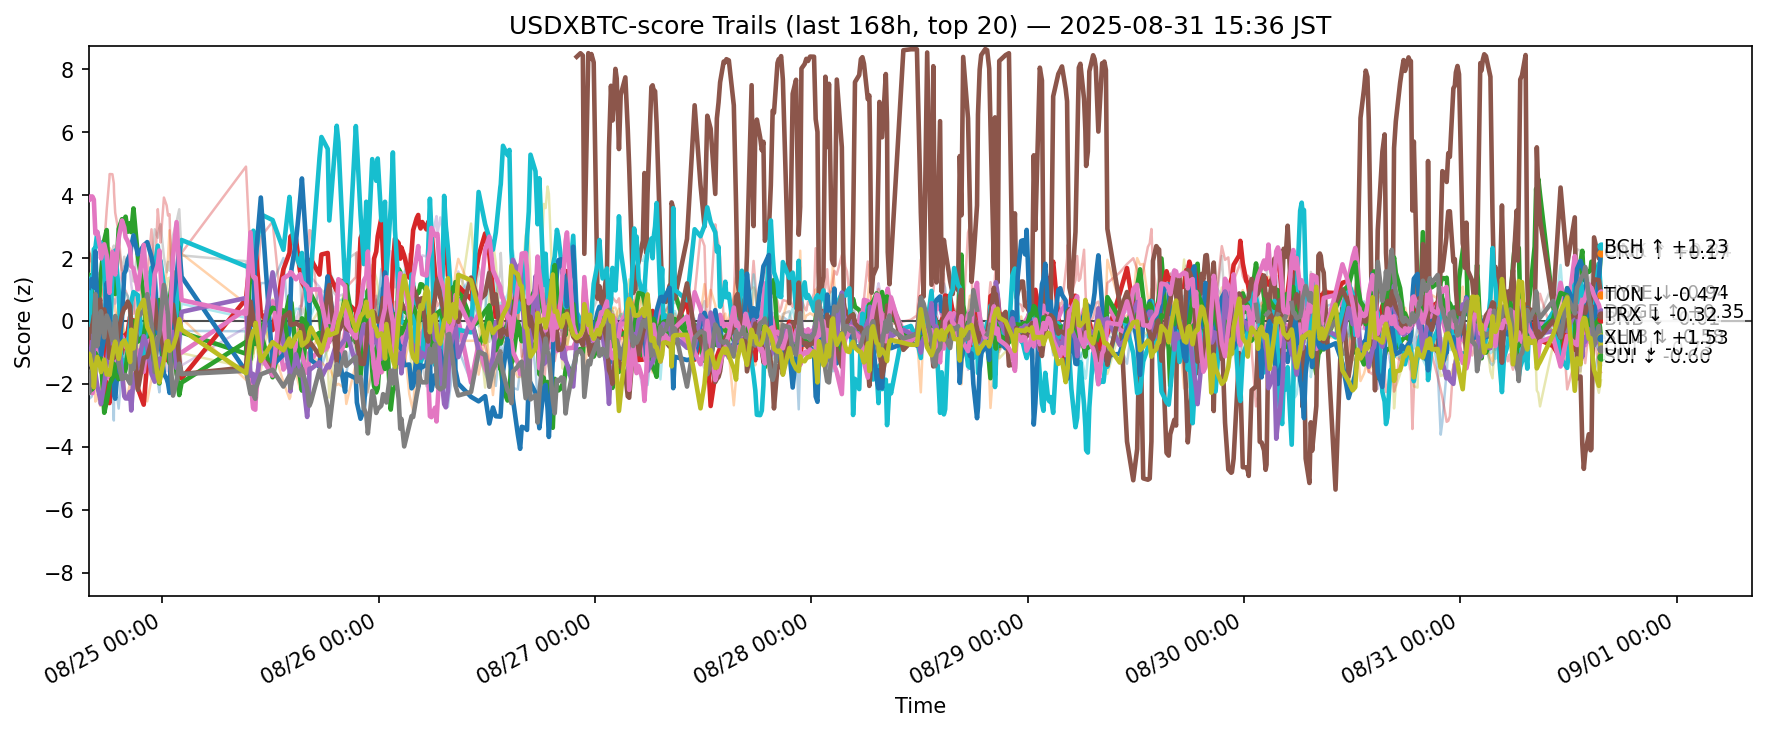 USDXBTC-score Trails (last 168h, top 20) — 2025-08-31 15:36 JST
Score (z)
8
6
4
2
0
−2
−4
−6
−8
BCH ↑ +1.23
CRO ↑ +0.17
TON ↓ -0.47
TRX ↓ -0.32
XLM ↑ +1.53
08/25 00:00
08/26 00:00
08/27 00:00
08/28 00:00
08/29 00:00
08/30 00:00
08/31 00:00
09/01 00:00
Time